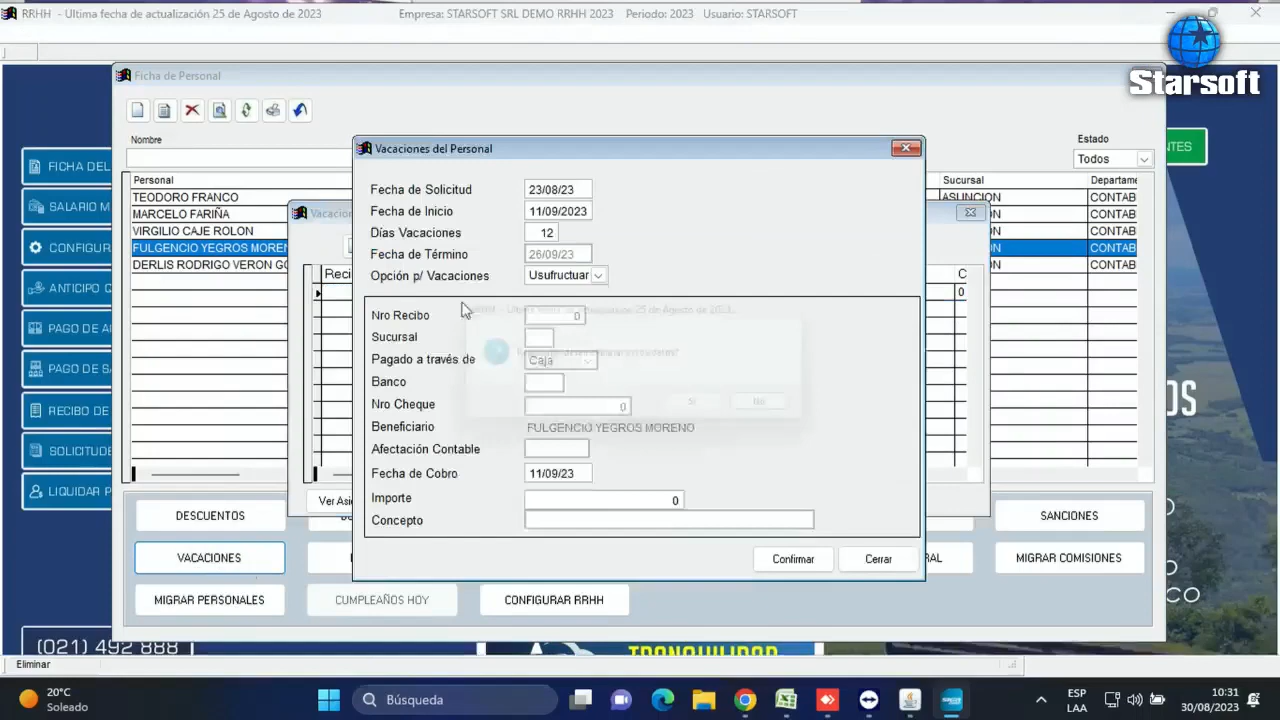 RRHH - Ultima fecha de actualización 25 de Agosto de 2023 Empresa: STARSOFT SRL DEMO RRHH 2023 Periodo: 2023 Usuario: STARSOFT
Starsoft
Ficha de Personal
Nombre
Estado
Todos
Personal
Sucursal
Departame
TEODORO FRANCO
ASUNCION
CONTAB
MARCELO FARIÑA
CONTAB
VIRGILIO CAJE ROLON
CONTAB
FULGENCIO YEGROS MOREN
CONTAB
DERLIS RODRIGO VERON GO
CONTAB
FICHA DEL
SALARIO M
CONFIGUR
ANTICIPO Q
PAGO DE A
PAGO DE S
RECIBO DE
SOLICITUDE
LIQUIDAR P
NTES
Vacacion
Reci
Ver Asie
Vacaciones del Personal
Fecha de Solicitud 23/08/23
Fecha de Inicio 11/09/2023
Días Vacaciones 12
Fecha de Término 26/09/23
Opción p/ Vacaciones Usufructuar
Nro Recibo 0
Sucursal
Pagado a través de Caja
Banco
Nro Cheque 0
Beneficiario FULGENCIO YEGROS MORENO
Afectación Contable
Fecha de Cobro 11/09/23
Importe 0
Concepto
Confirmar Cerrar
DESCUENTOS
SANCIONES
VACACIONES
RAL
MIGRAR COMISIONES
MIGRAR PERSONALES
CUMPLEAÑOS HOY
CONFIGURAR RRHH
(021) 492 888
TRANQUILIDAD
Eliminar
20°C
Soleado
Búsqueda
ESP
LAA
10:31
30/08/2023